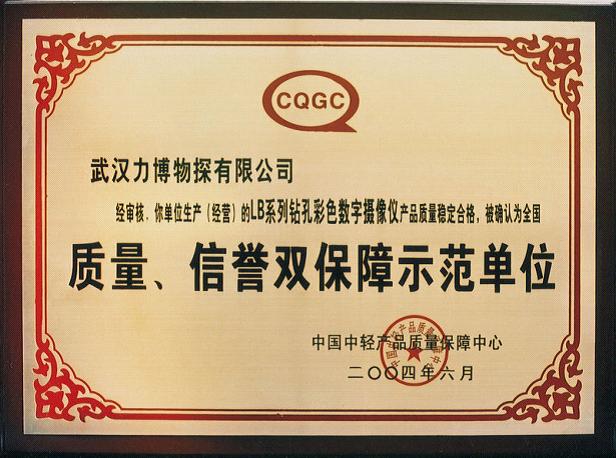 CQGC
武汉力博物探有限公司
经审核.你单位生产(经营)的LB系列钻孔彩色数字摄像仪产品质量稳定合格,被确认为全国
质量、信誉双保障示范单位
中国中轻产品质量保障中心
二〇〇四年六月